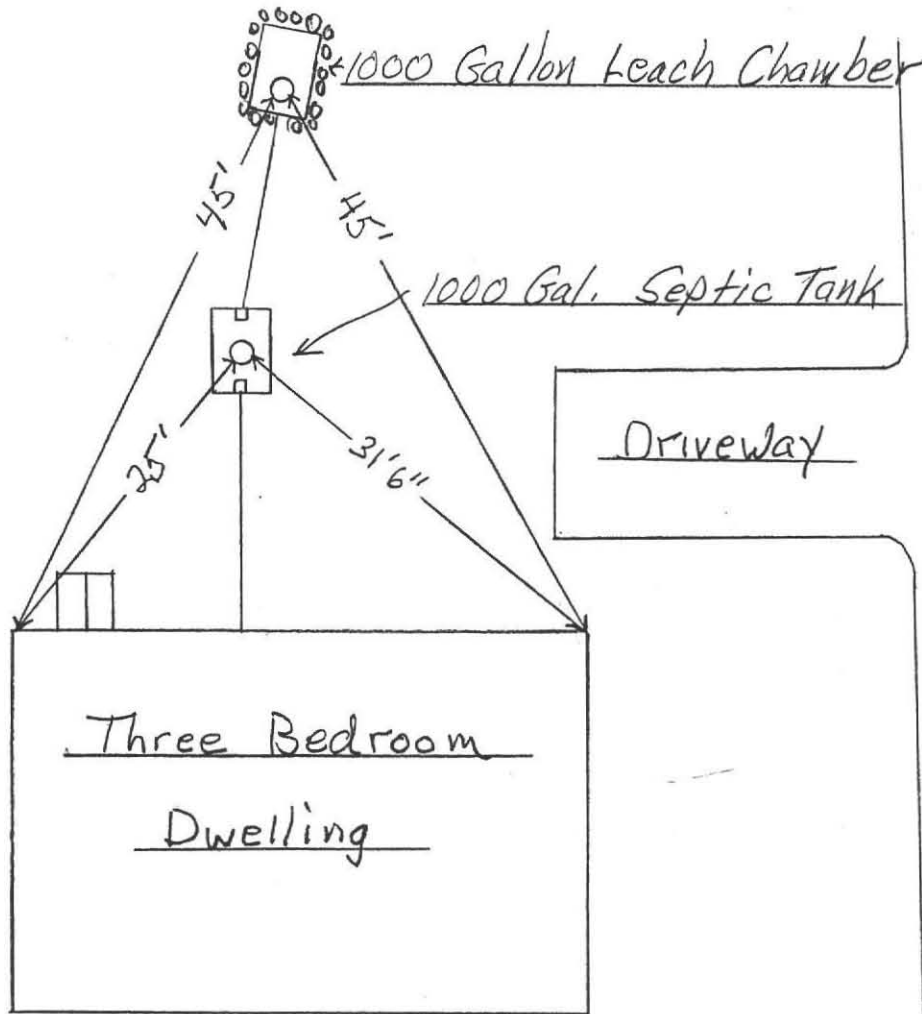 1000 Gallon Leach Chamber
45'
45'
1000 Gal. Septic Tank
25'
31'6"
Driveway
Three Bedroom
Dwelling